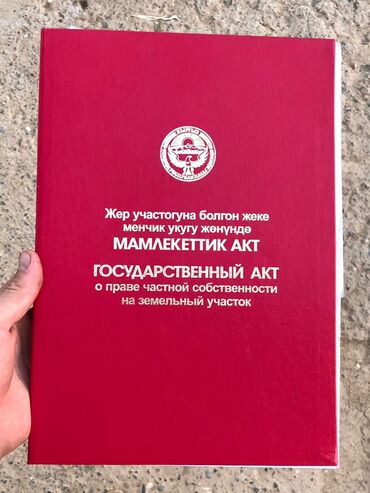 Жер участогуна болгон жеке
менчик укугу жөнүндө
МАМЛЕКЕТТИК АКТ
ГОСУДАРСТВЕННЫЙ АКТ
о праве частной собственности
на земельный участок